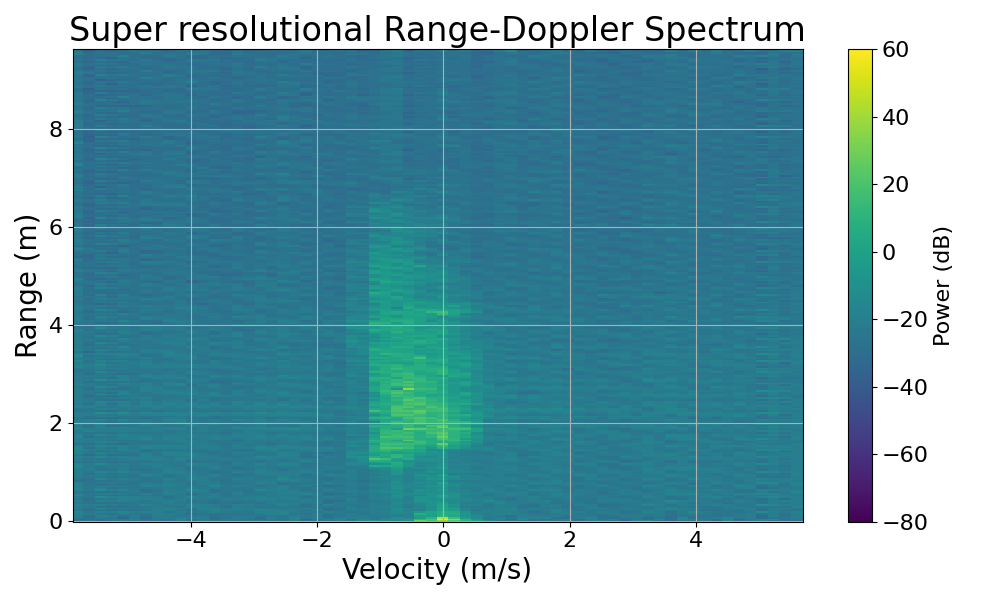 Super resolutional Range-Doppler Spectrum
Range (m)
8
6
4
2
0
−4 −2 0 2 4
Velocity (m/s)
60
40
20
0
−20
−40
−60
−80
Power (dB)